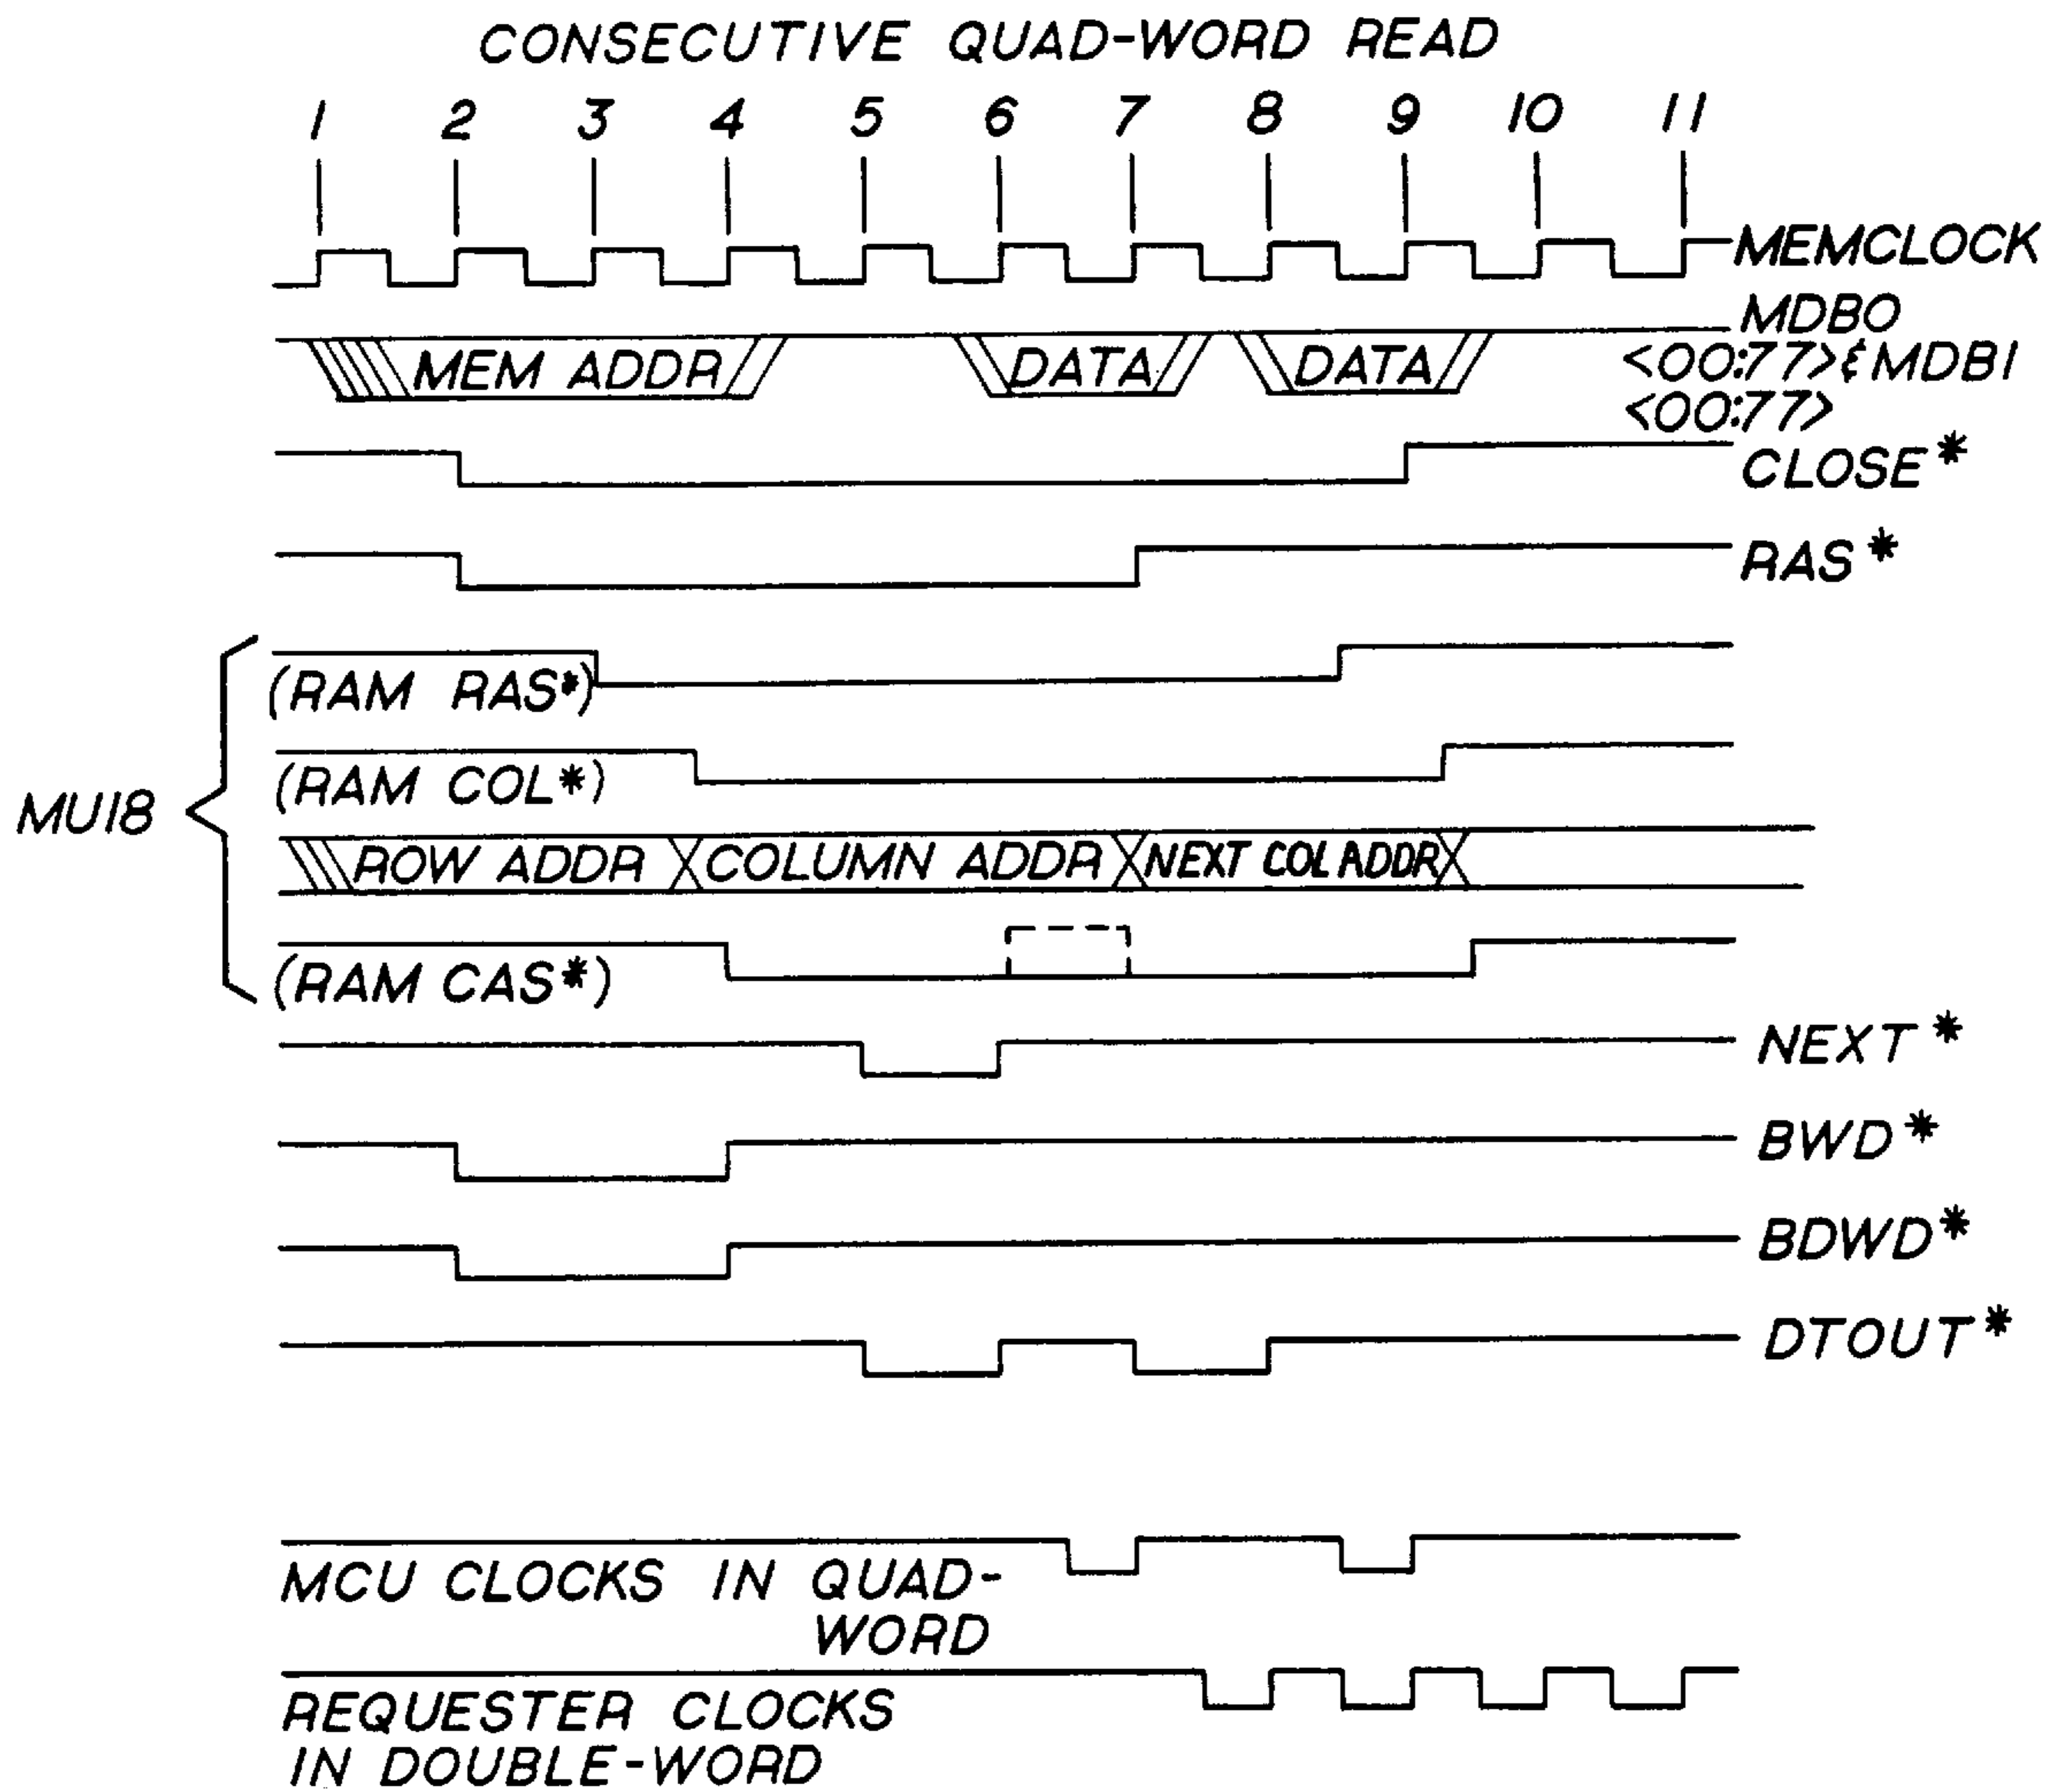 CONSECUTIVE QUAD-WORD READ
1 2 3 4 5 6 7 8 9 10 11
MEMCLOCK
MDBO
<00:77>&MDBI
<00:77>
MEM ADDR DATA DATA
CLOSE*
RAS*
MU18
(RAM RAS*)
(RAM COL*)
ROW ADDR COLUMN ADDR NEXT COL ADDR
(RAM CAS*)
NEXT*
BWD*
BDWD*
DTOUT*
MCU CLOCKS IN QUAD-
WORD
REQUESTER CLOCKS
IN DOUBLE-WORD